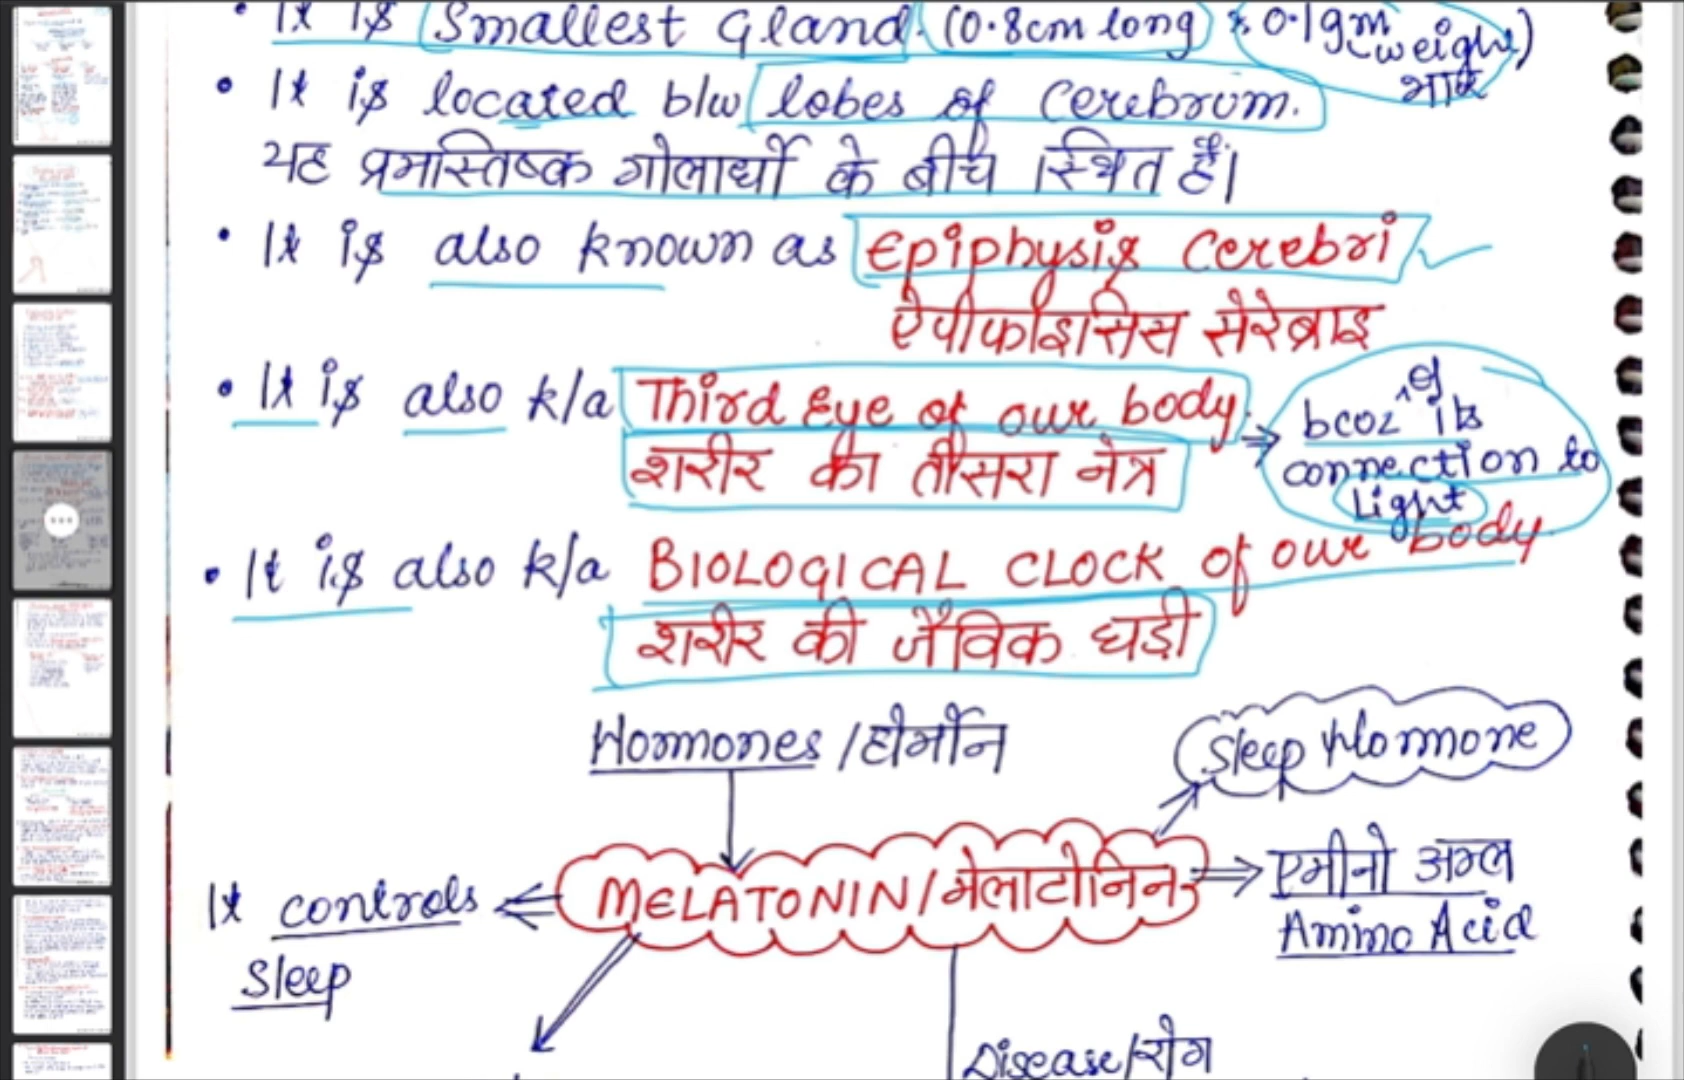 • It is Smallest Gland. (0.8cm long & 0.1gm weight)
भार
• It is located b/w lobes of cerebrum.
यह प्रमस्तिष्क गोलार्धो के बीच स्थित है।
• It is also known as Epiphysis Cerebri
ऐपीफाइसिस सेरेब्राइ
• It is also k/a Third Eye of our body. ⇒ bcoz of its connection to Light
शरीर का तीसरा नेत्र
• It is also k/a BIOLOGICAL CLOCK of our body
शरीर की जैविक घड़ी
Hormones / हॉर्मोन
Sleep Hormone
MELATONIN / मेलाटोनिन
एमीनो अम्ल
Amino Acid
It controls
Sleep
Disease/रोग